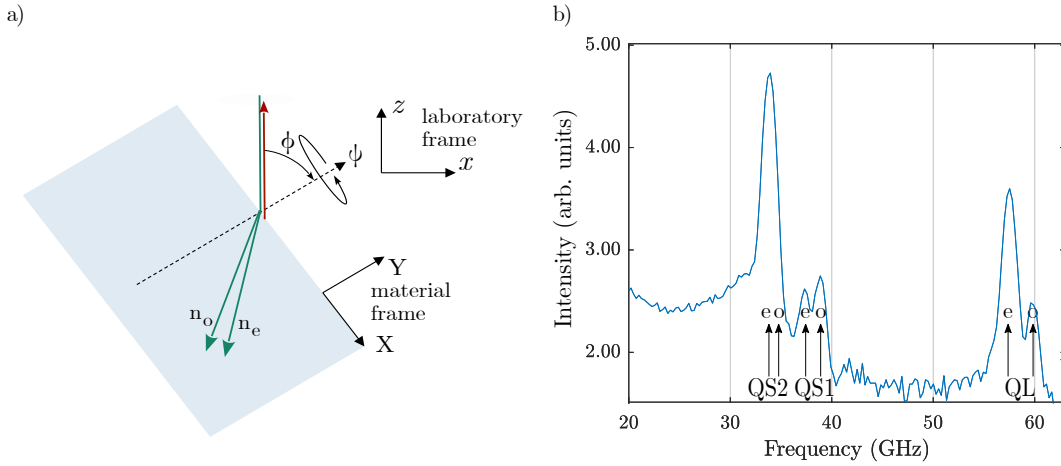 a)
z
laboratory
frame
x
ϕ
ψ
Y
material
frame
X
n_o
n_e
b)
5.00
4.00
3.00
2.00
Intensity (arb. units)
e o e o e o
QS2 QS1 QL
20 30 40 50 60
Frequency (GHz)